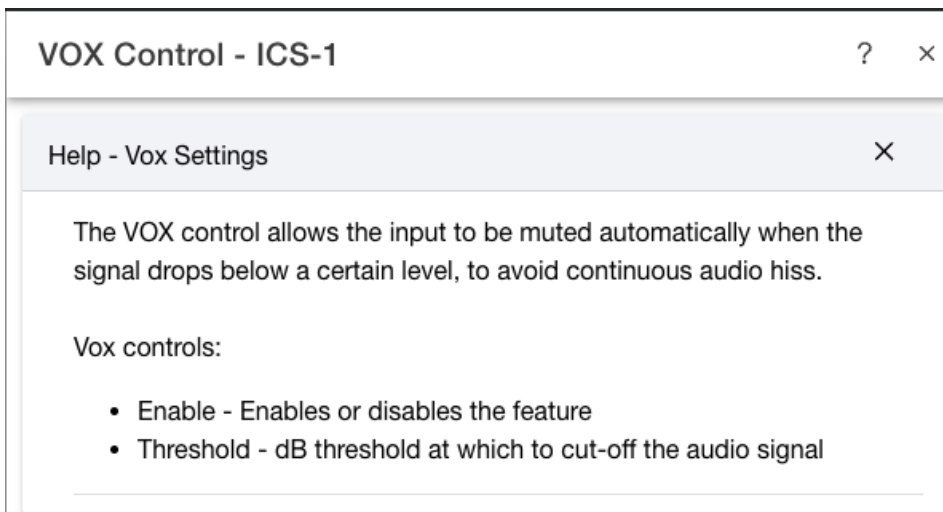 VOX Control - ICS-1 ? ×
Help - Vox Settings ×
The VOX control allows the input to be muted automatically when the
signal drops below a certain level, to avoid continuous audio hiss.
Vox controls:
• Enable - Enables or disables the feature
• Threshold - dB threshold at which to cut-off the audio signal